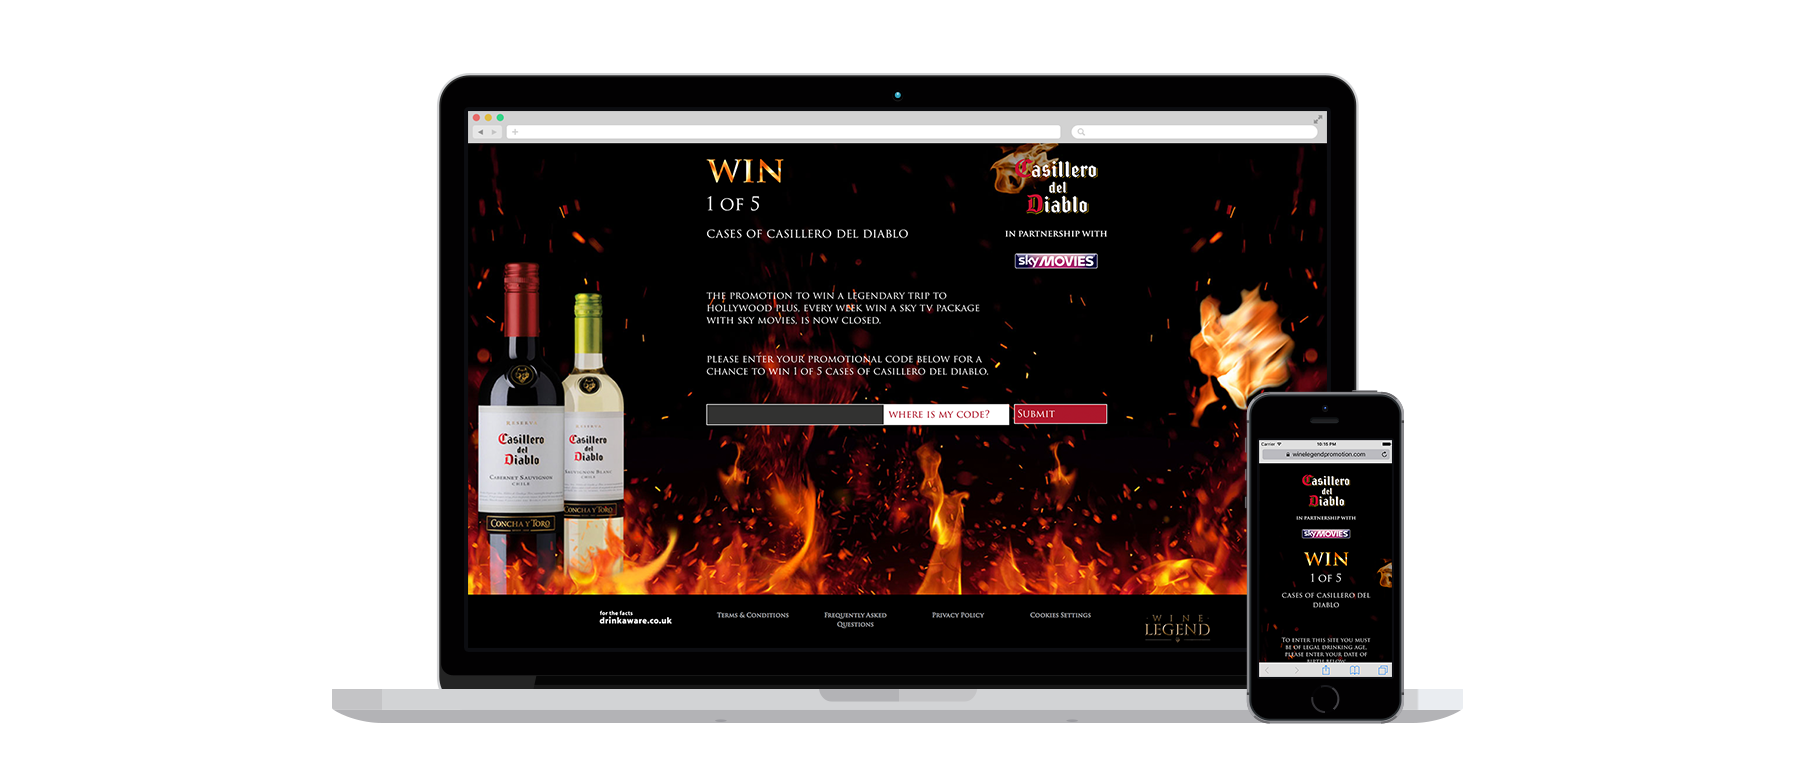 WIN
1 OF 5
CASES OF CASILLERO DEL DIABLO
Casillero
del
Diablo
IN PARTNERSHIP WITH
sky MOVIES
THE PROMOTION TO WIN A LEGENDARY TRIP TO
HOLLYWOOD PLUS, EVERY WEEK WIN A SKY TV PACKAGE
WITH SKY MOVIES, IS NOW CLOSED.
PLEASE ENTER YOUR PROMOTIONAL CODE BELOW FOR A
CHANCE TO WIN 1 OF 5 CASES OF CASILLERO DEL DIABLO.
WHERE IS MY CODE?
SUBMIT
RESERVA
Casillero
del
Diablo
CABERNET SAUVIGNON
CHILE
CONCHA Y TORO
Casillero
del
Diablo
SAUVIGNON BLANC
CHILE
CONCHA Y TORO
for the facts
drinkaware.co.uk
TERMS & CONDITIONS
FREQUENTLY ASKED
QUESTIONS
PRIVACY POLICY
COOKIES SETTINGS
WINE
LEGEND
Carrier
10:15 PM
winelegendpromotion.com
Casillero
del
Diablo
IN PARTNERSHIP WITH
sky MOVIES
WIN
1 OF 5
CASES OF CASILLERO DEL
DIABLO
TO ENTER THIS SITE YOU MUST
BE OF LEGAL DRINKING AGE,
PLEASE ENTER YOUR DATE OF
BIRTH BELOW